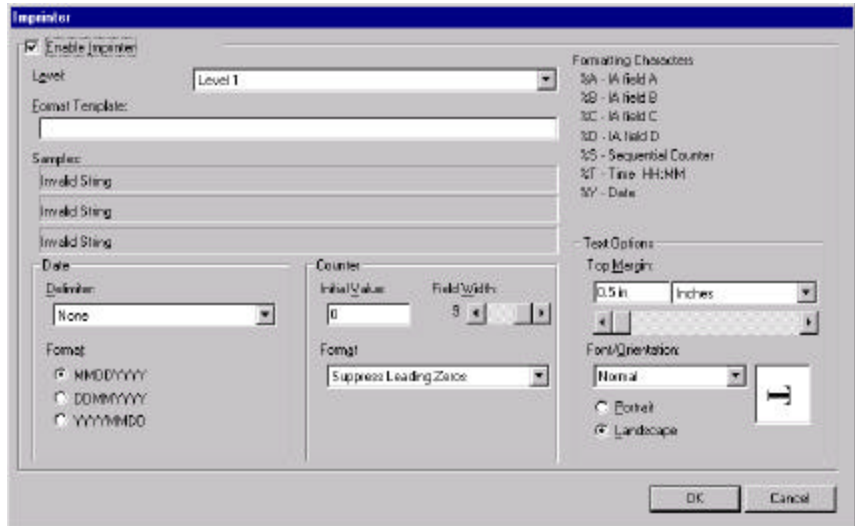 Imprinter
Enable Imprinter
Level:
Level 1
Format Template:
Samples:
Invalid String
Invalid String
Invalid String
Date
Delimiter:
None
Format:
MMDDYYYY
DDMMYYYY
YYYYMMDD
Counter
Initial Value:
0
Field Width:
9
Format
Suppress Leading Zeros
Formatting Characters
%A - IA field A
%B - IA field B
%C - IA field C
%D - IA field D
%S - Sequential Counter
%T - Time HH:MM
%Y - Date
Text Options
Top Margin:
0.5 in
Inches
Font/Orientation:
Normal
Portrait
Landscape
OK
Cancel